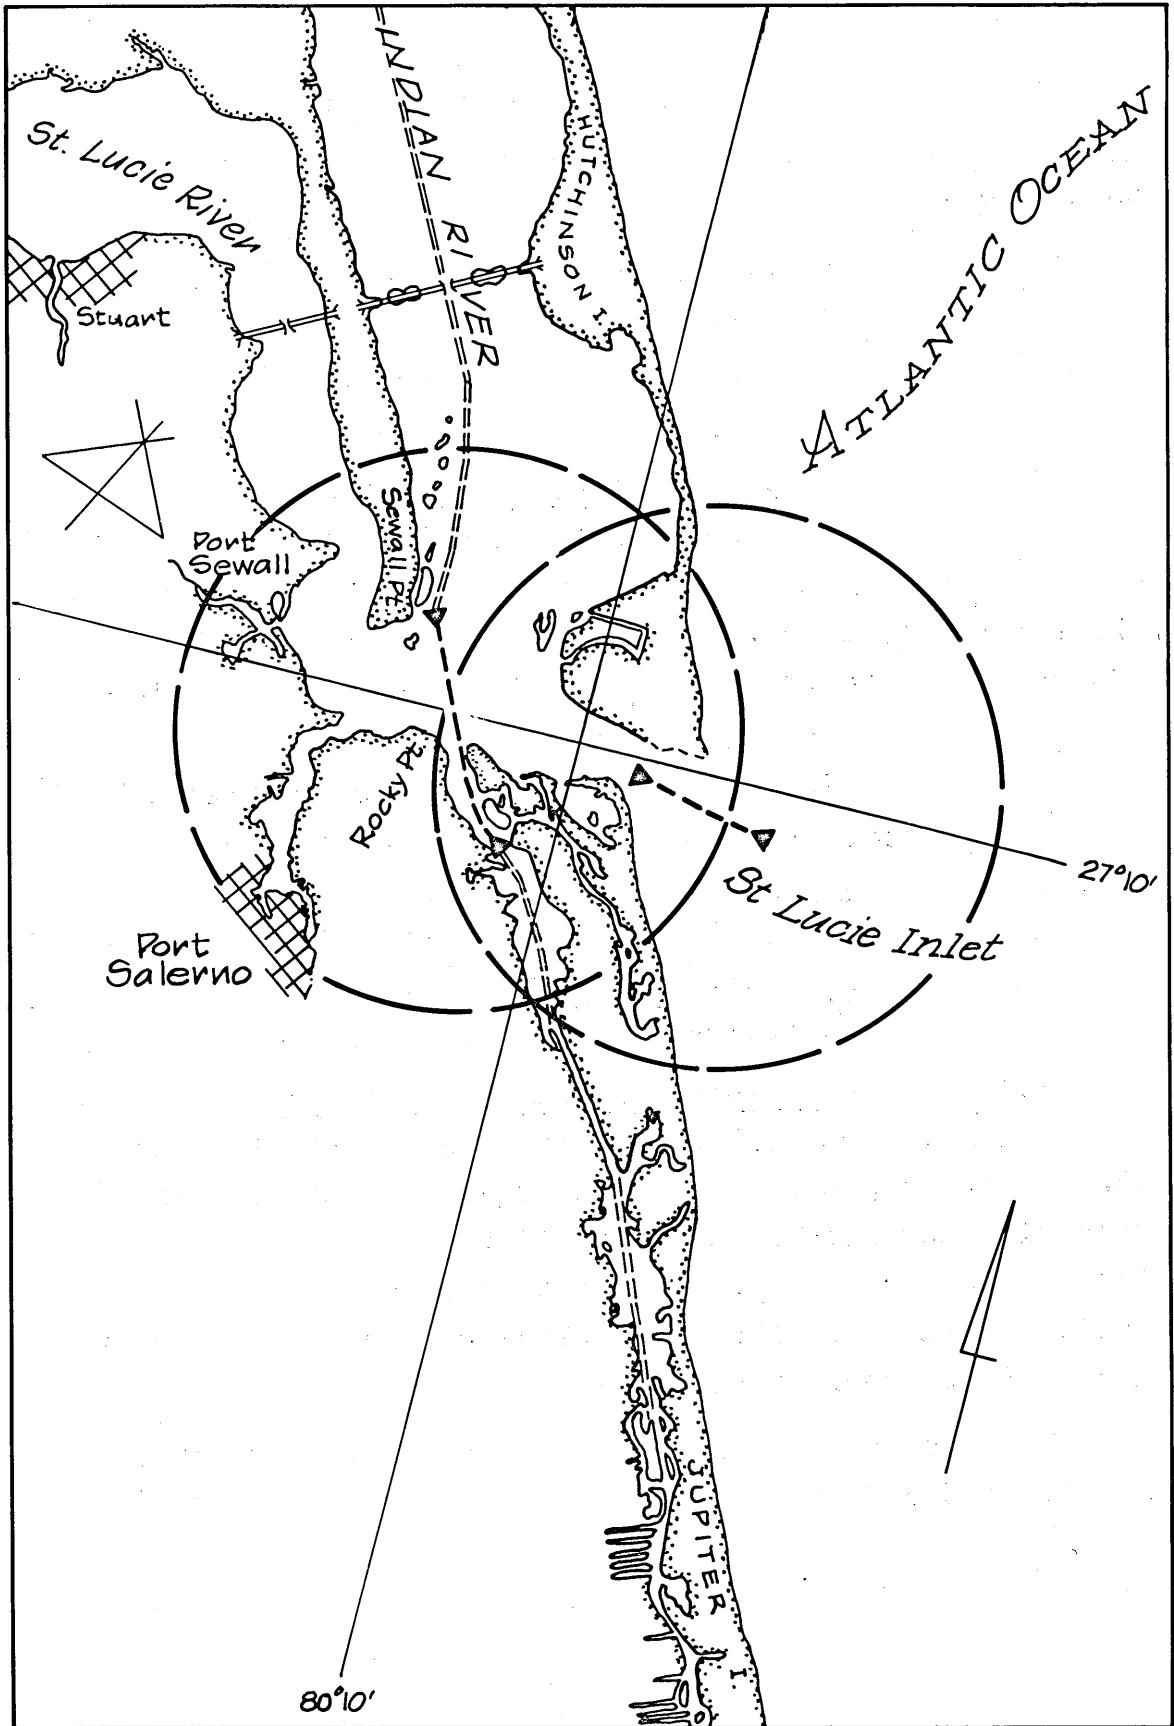 INDIAN RIVER
HUTCHINSON I
ATLANTIC OCEAN
St. Lucie River
Stuart
Sewall Pt
Port
Sewall
Rocky Pt
27°10'
St Lucie Inlet
Port
Salerno
JUPITER I
80°10'